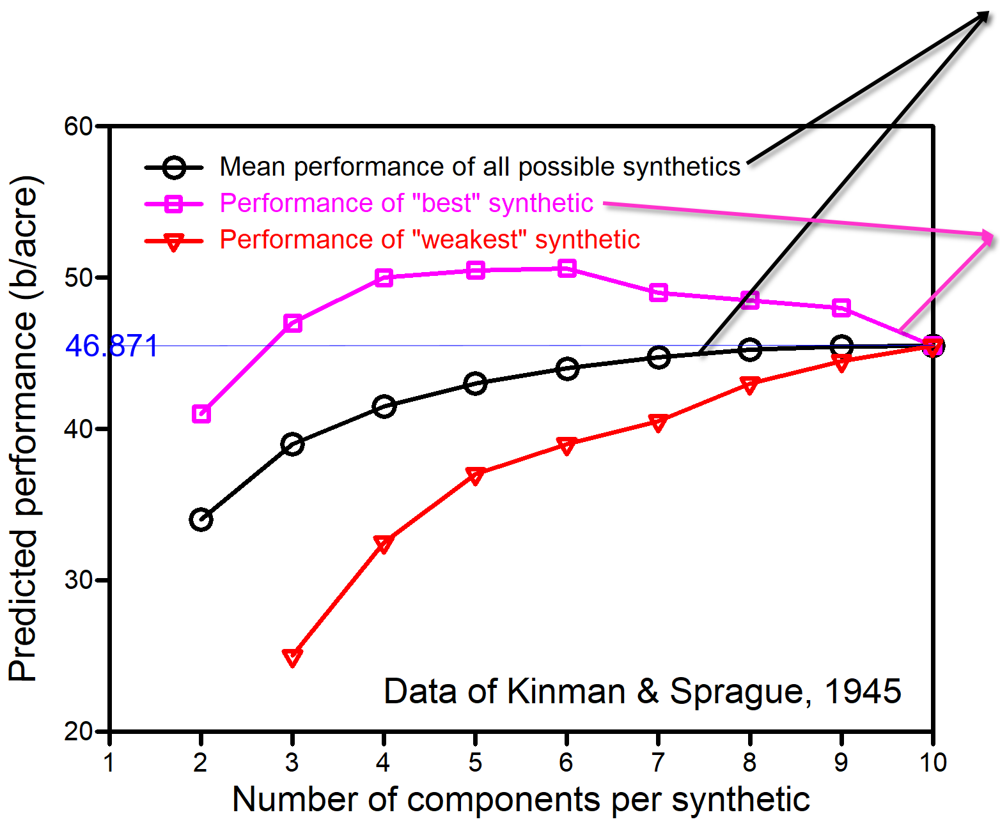 60
Mean performance of all possible synthetics
Performance of "best" synthetic
Performance of "weakest" synthetic
50
46.871
40
30
20
Predicted performance (b/acre)
Data of Kinman & Sprague, 1945
1 2 3 4 5 6 7 8 9 10
Number of components per synthetic